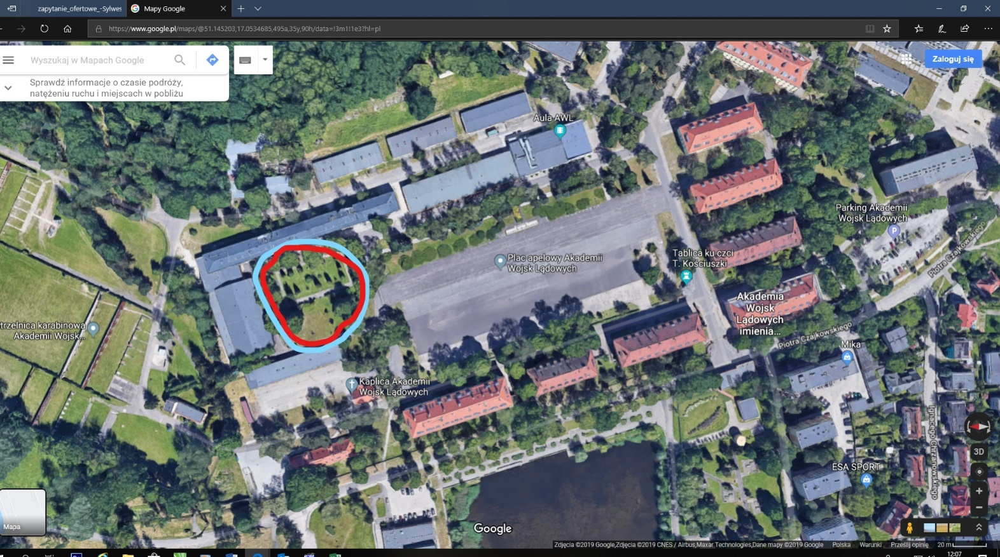 zapytanie_ofertowe_-Sylwes
Mapy Google
https://www.google.pl/maps/@51.145203,17.0534685,495a,35y,90h/data=!3m1!1e3?hl=pl
Wyszukaj w Mapach Google
Zaloguj się
Sprawdź informacje o czasie podróży,
natężeniu ruchu i miejscach w pobliżu
Aula AWL
Parking Akademii
Wojsk Lądowych
P
Piotra Czajkowskiego
Plac apelowy Akademii
Wojsk Lądowych
Tablica ku czci
T. Kościuszki
Akademia
Wojsk
Lądowych
imienia...
trzelnica karabinowa
Akademii Wojsk...
Piotra Czajkowskiego
Mika
Kaplica Akademii
Wojsk Lądowych
Ignacego Chrzanowskiego
3D
ESA SPORT
Mapa
Google
Zdjęcia ©2019 Google,Zdjęcia ©2019 CNES / Airbus,Maxar Technologies,Dane mapy ©2019 Google Polska Warunki Prześlij opinię 20 m
12:07